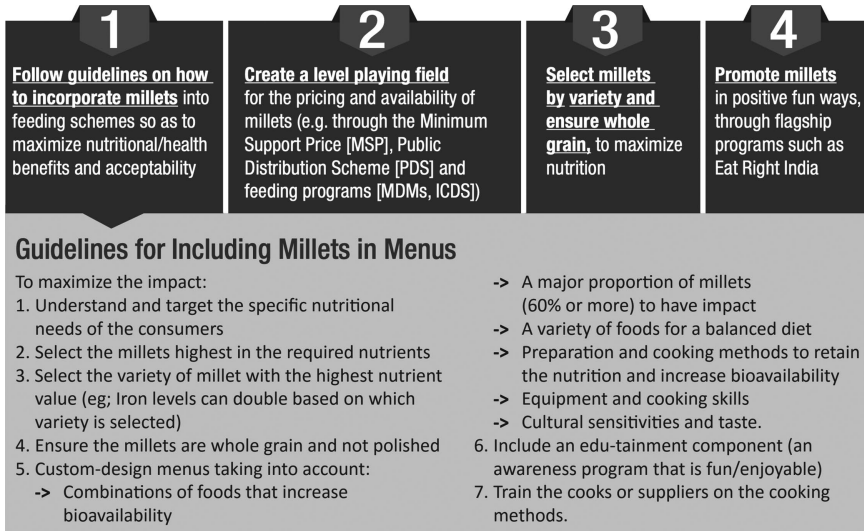 1
Follow guidelines on how
to incorporate millets into
feeding schemes so as to
maximize nutritional/health
benefits and acceptability
2
Create a level playing field
for the pricing and availability of
millets (e.g. through the Minimum
Support Price [MSP], Public
Distribution Scheme [PDS] and
feeding programs [MDMs, ICDS])
3
Select millets
by variety and
ensure whole
grain, to maximize
nutrition
4
Promote millets
in positive fun ways,
through flagship
programs such as
Eat Right India
Guidelines for Including Millets in Menus
To maximize the impact:
1. Understand and target the specific nutritional
needs of the consumers
2. Select the millets highest in the required nutrients
3. Select the variety of millet with the highest nutrient
value (eg; Iron levels can double based on which
variety is selected)
4. Ensure the millets are whole grain and not polished
5. Custom-design menus taking into account:
-> Combinations of foods that increase
bioavailability
-> A major proportion of millets
(60% or more) to have impact
-> A variety of foods for a balanced diet
-> Preparation and cooking methods to retain
the nutrition and increase bioavailability
-> Equipment and cooking skills
-> Cultural sensitivities and taste.
6. Include an edu-tainment component (an
awareness program that is fun/enjoyable)
7. Train the cooks or suppliers on the cooking
methods.